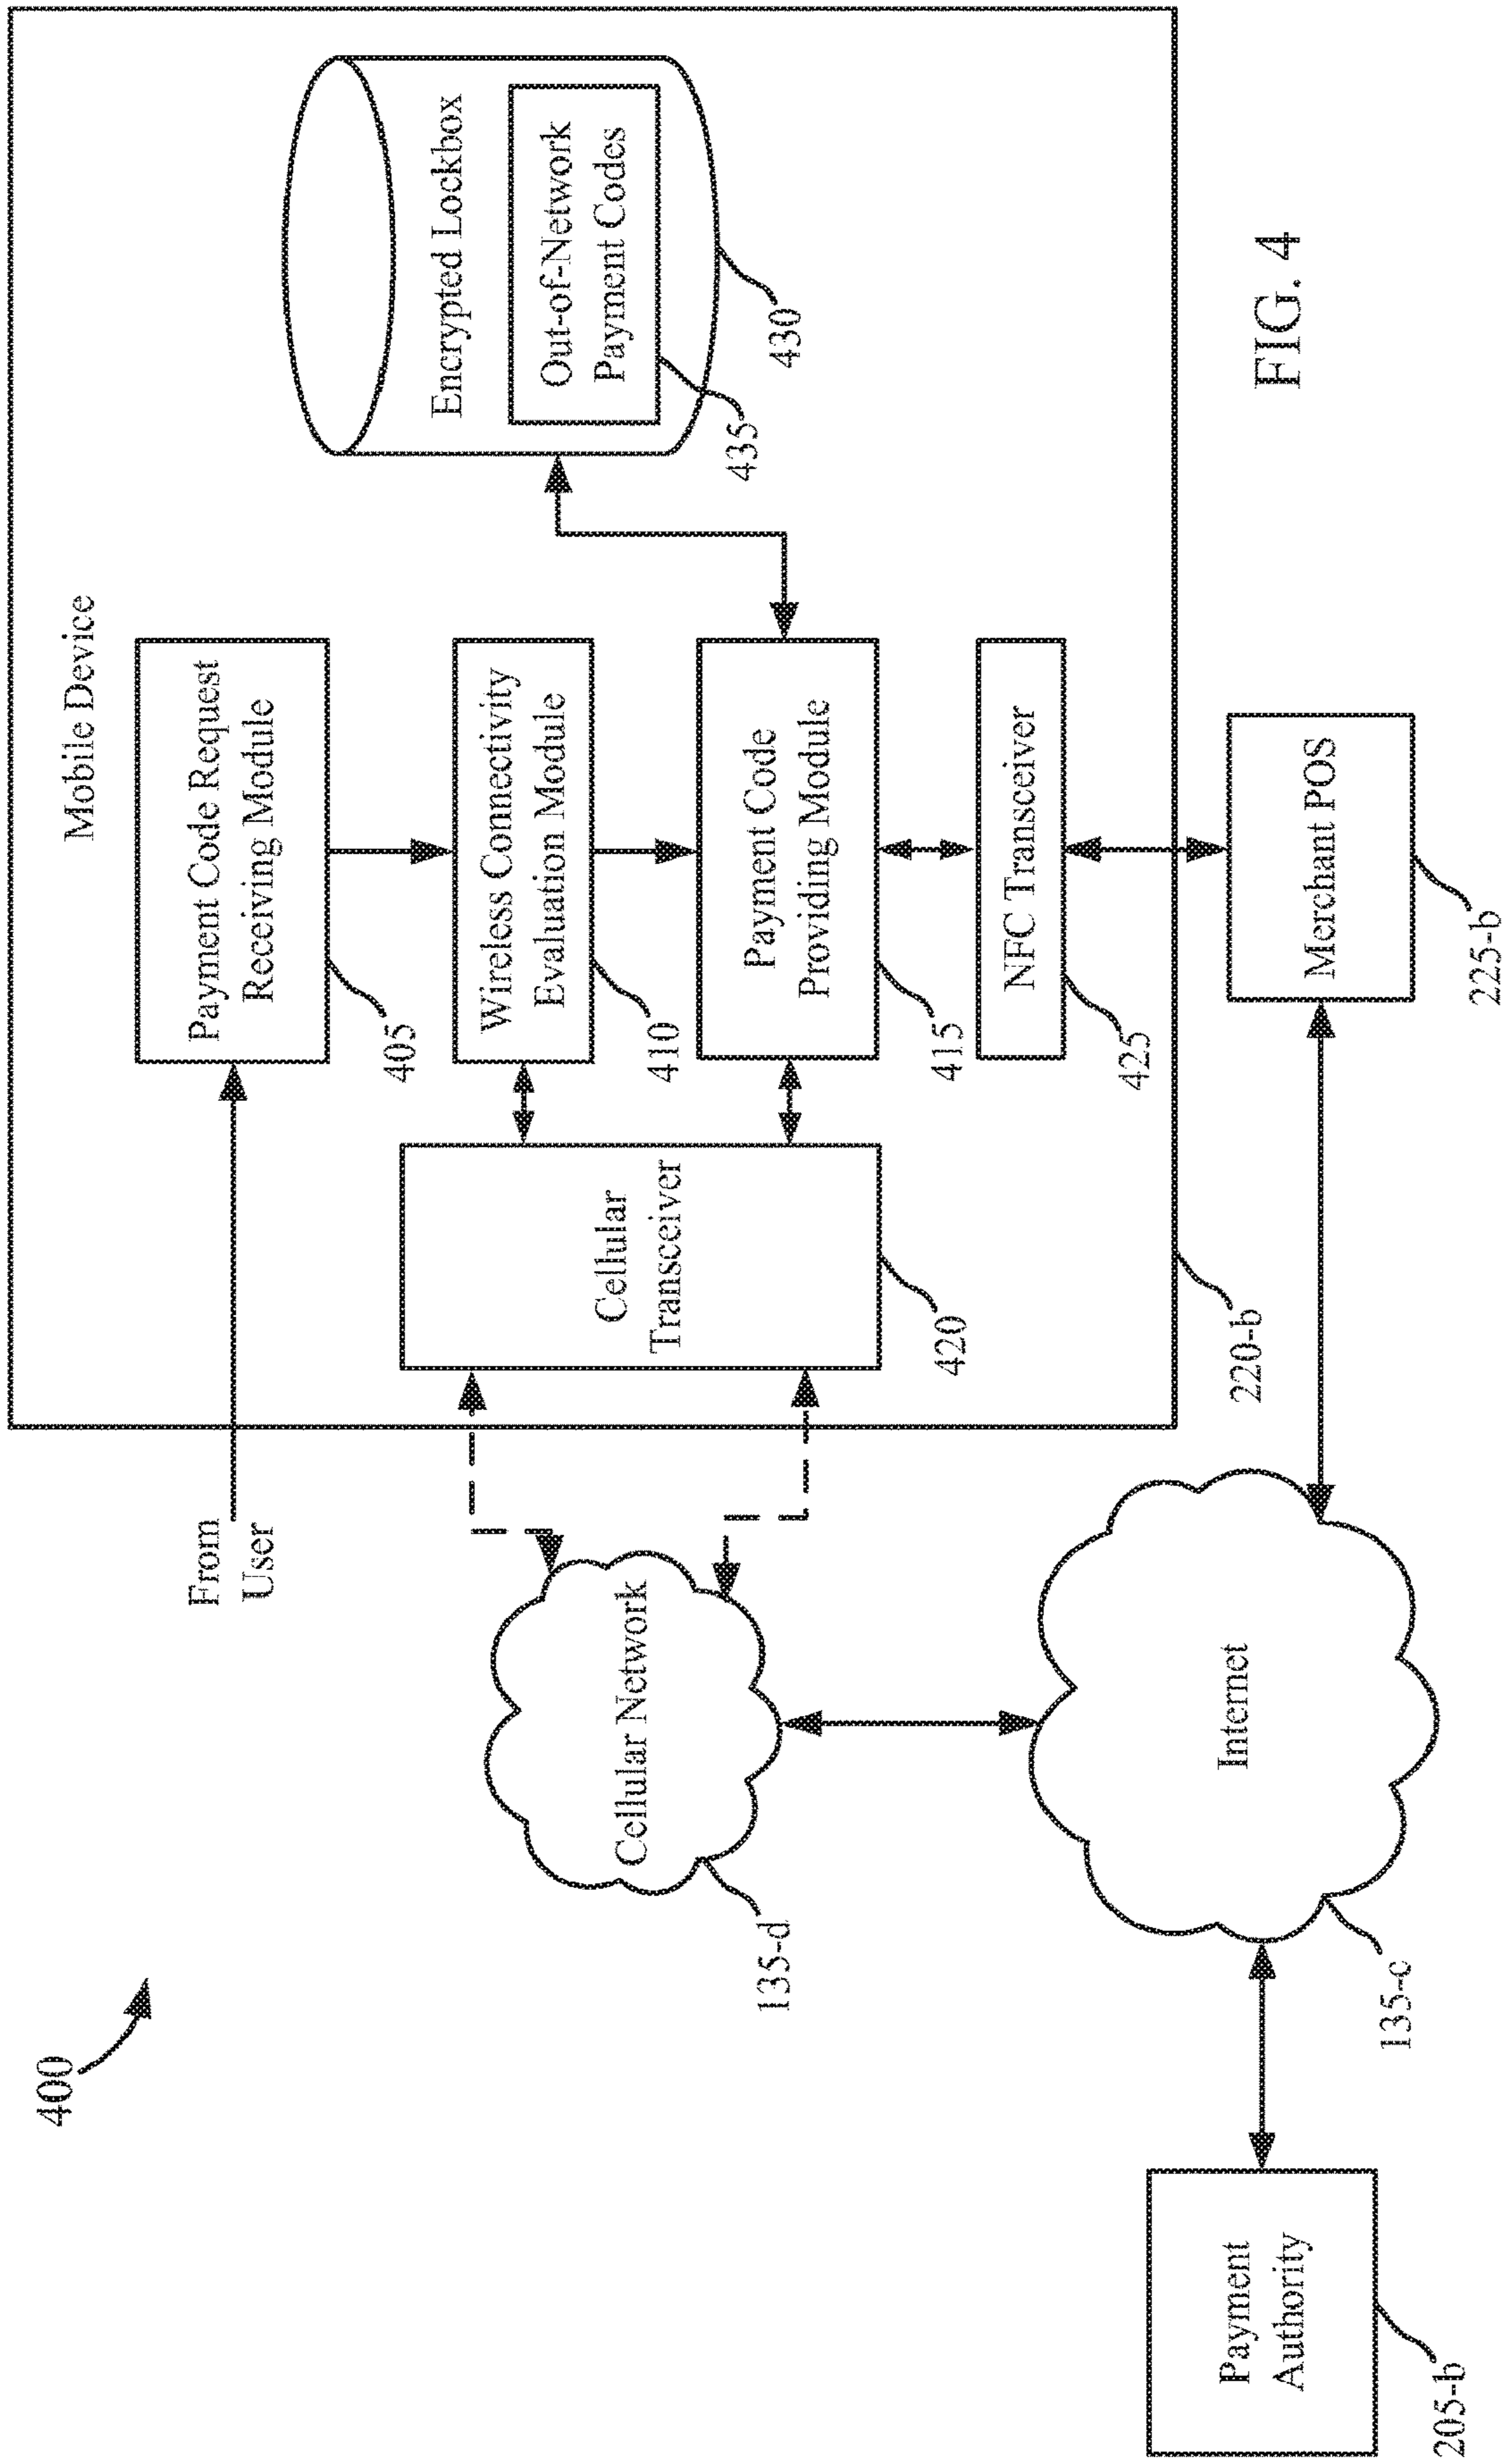 400
Mobile Device
From
User
Payment Code Request
Receiving Module
405
Encrypted Lockbox
Out-of-Network
Payment Codes
435
430
Wireless Connectivity
Evaluation Module
410
Cellular
Transceiver
420
Payment Code
Providing Module
415
NFC Transceiver
425
220-b
Cellular Network
135-d
Payment
Authority
205-b
Internet
135-c
Merchant POS
225-b
FIG. 4